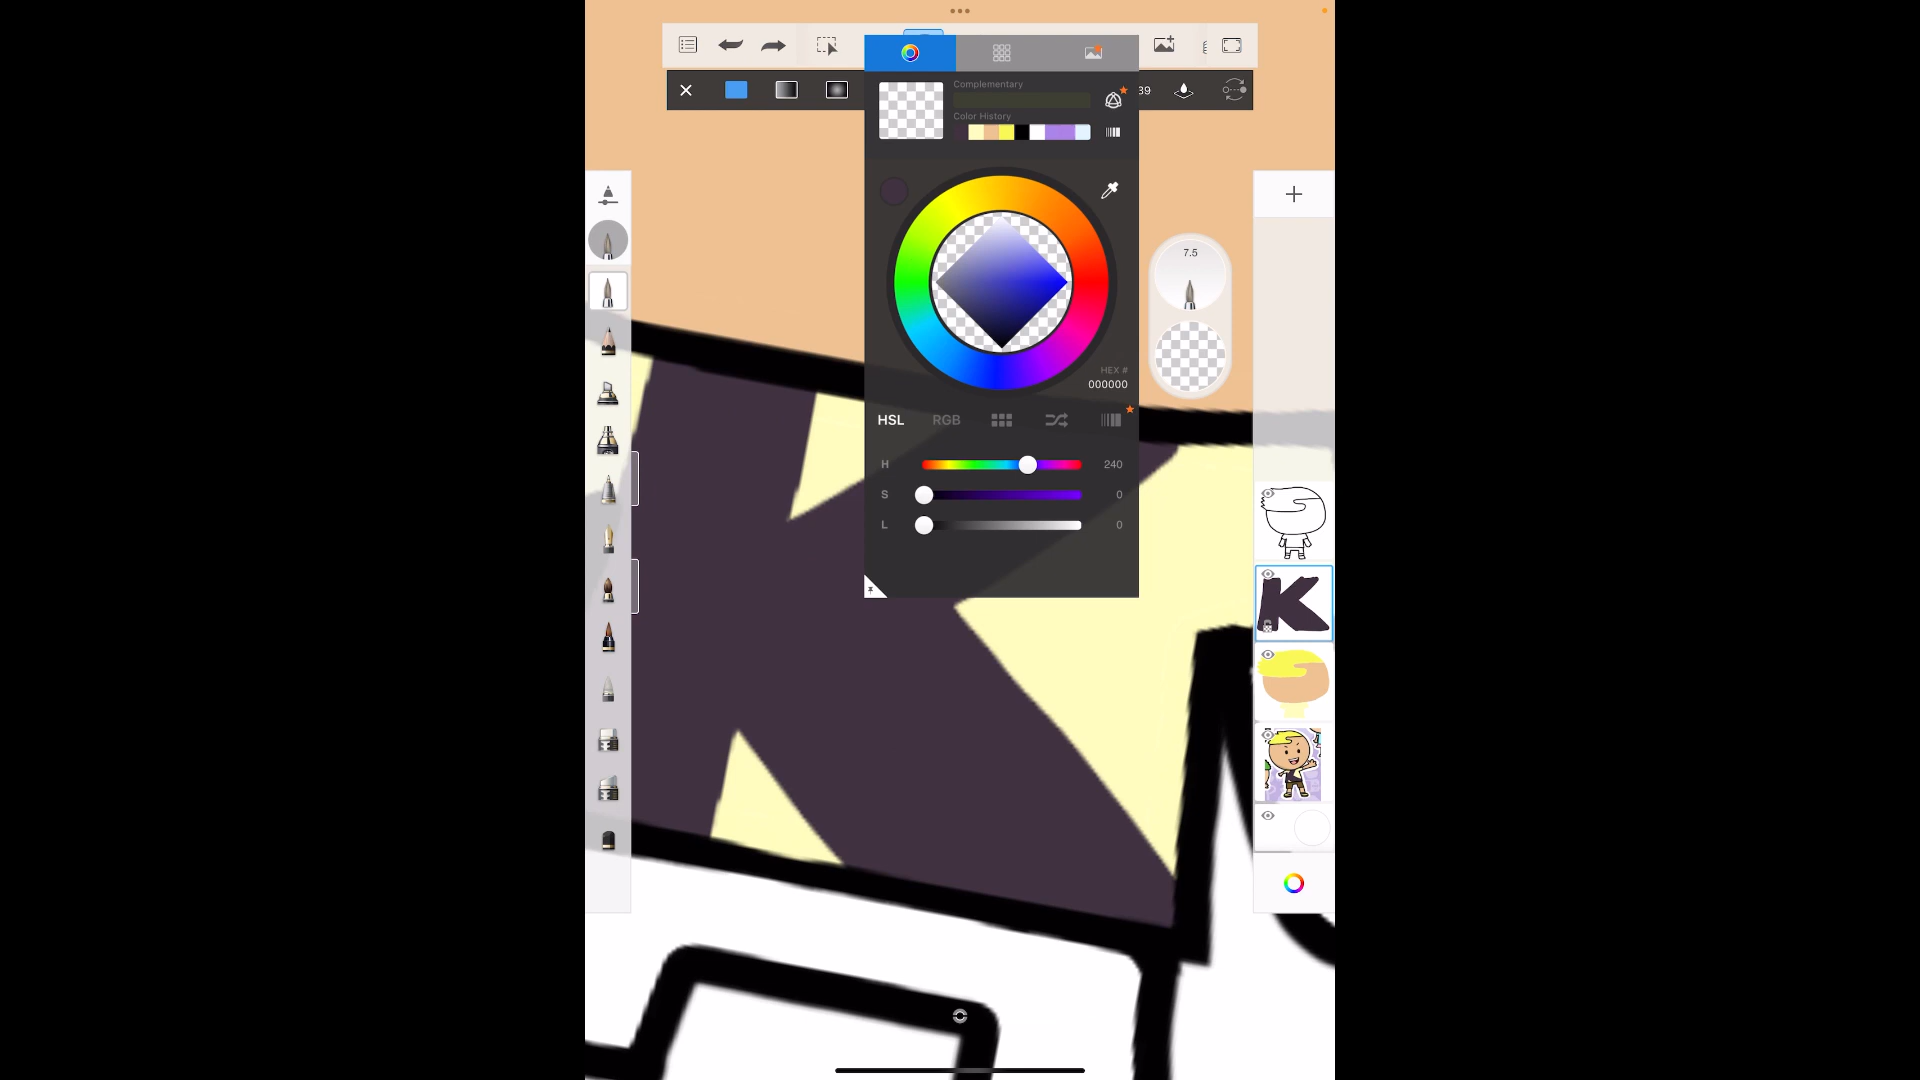 39
Complementary
Color History
7.5
HEX #
000000
HSL RGB
H 240
S 0
L 0
K